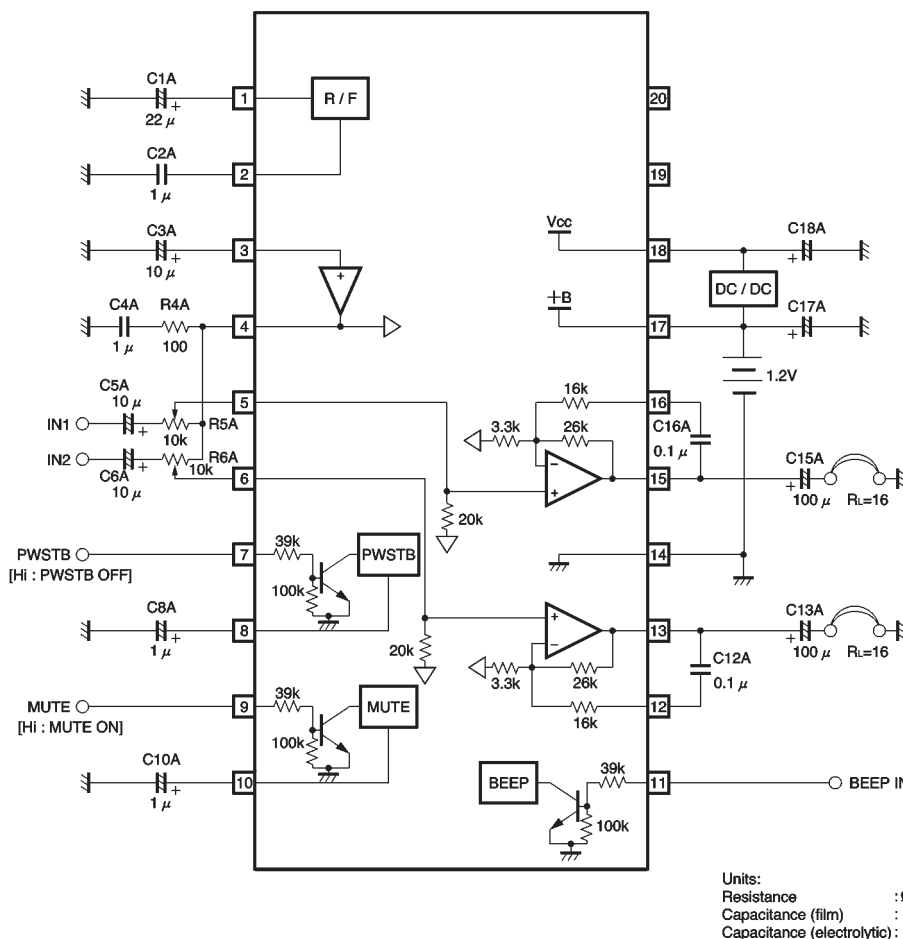 C1A
22 μ
1
R / F
20
C2A
1 μ
2
19
C3A
10 μ
3
Vcc
18
C18A
DC / DC
C4A
R4A
1 μ
100
4
+B
17
C17A
1.2V
C5A
10 μ
IN1
R5A
10k
5
16k
16
3.3k
26k
C16A
0.1 μ
IN2
R6A
10k
C6A
10 μ
6
−
+
15
C15A
100 μ
RL=16
20k
PWSTB
[Hi : PWSTB OFF]
7
39k
PWSTB
100k
14
C8A
1 μ
8
20k
+
−
13
C13A
100 μ
RL=16
3.3k
26k
C12A
0.1 μ
MUTE
[Hi : MUTE ON]
9
39k
MUTE
100k
16k
12
C10A
1 μ
10
BEEP
39k
11
BEEP IN
100k
Units:
Resistance :
Capacitance (film) :
Capacitance (electrolytic) :